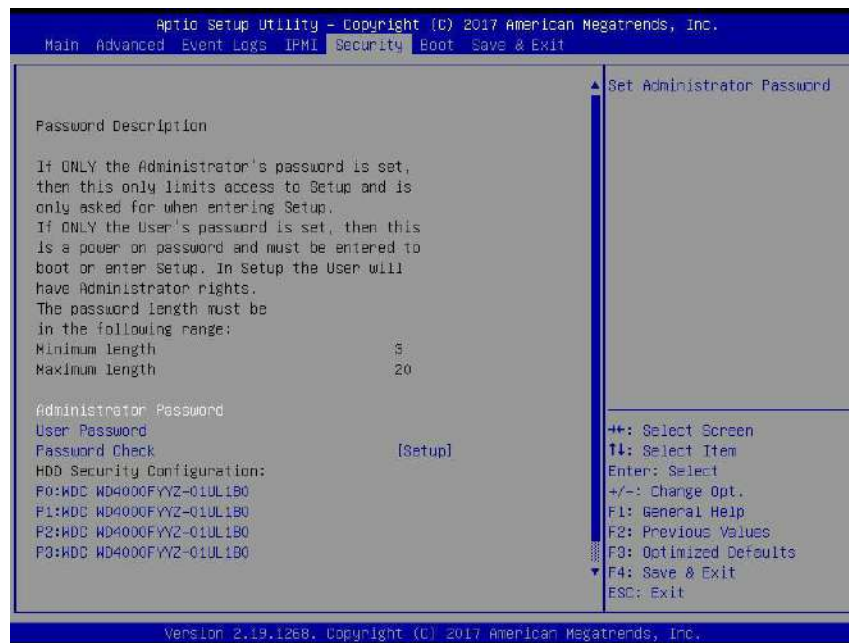 Aptio Setup Utility – Copyright (C) 2017 American Megatrends, Inc.
Main Advanced Event Logs IPMI Security Boot Save & Exit
Password Description
If ONLY the Administrator's password is set,
then this only limits access to Setup and is
only asked for when entering Setup.
If ONLY the User's password is set, then this
is a power on password and must be entered to
boot or enter Setup. In Setup the User will
have Administrator rights.
The password length must be
in the following range:
Minimum length 3
Maximum length 20
Administrator Password
User Password
Password Check [Setup]
HDD Security Configuration:
P0:WDC WD4000FYYZ-01UL1B0
P1:WDC WD4000FYYZ-01UL1B0
P2:WDC WD4000FYYZ-01UL1B0
P3:WDC WD4000FYYZ-01UL1B0
Set Administrator Password
→←: Select Screen
↑↓: Select Item
Enter: Select
+/-: Change Opt.
F1: General Help
F2: Previous Values
F3: Optimized Defaults
F4: Save & Exit
ESC: Exit
Version 2.19.1268. Copyright (C) 2017 American Megatrends, Inc.